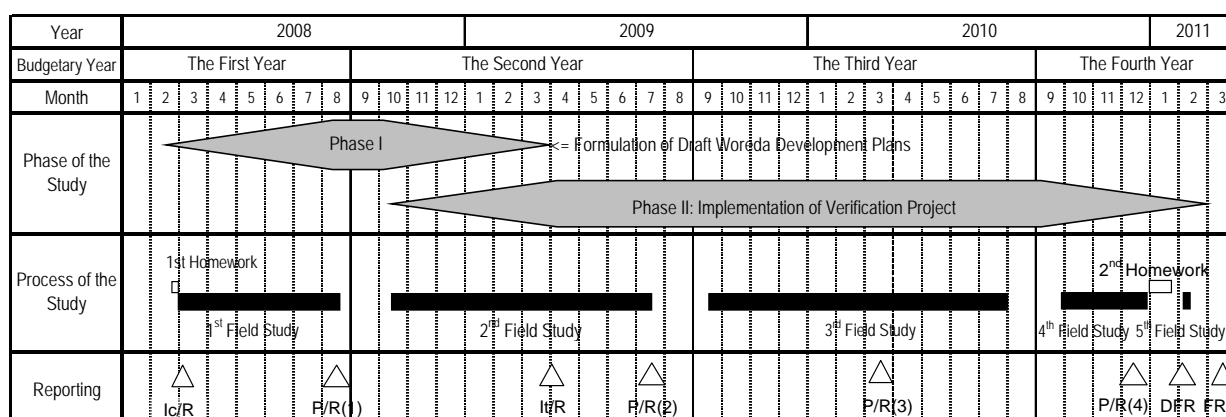 Year 2008 2009 2010 2011
Budgetary Year The First Year The Second Year The Third Year The Fourth Year
Month 1 2 3 4 5 6 7 8 9 10 11 12 1 2 3 4 5 6 7 8 9 10 11 12 1 2 3 4 5 6 7 8 9 10 11 12 1 2 3
Phase of the Study
Phase I
<= Formulation of Draft Woreda Development Plans
Phase II: Implementation of Verification Project
Process of the Study
1st Homework
2nd Homework
1st Field Study 2nd Field Study 3rd Field Study 4th Field Study 5th Field Study
Reporting
Ic/R P/R(1) It/R P/R(2) P/R(3) P/R(4) DFR FR